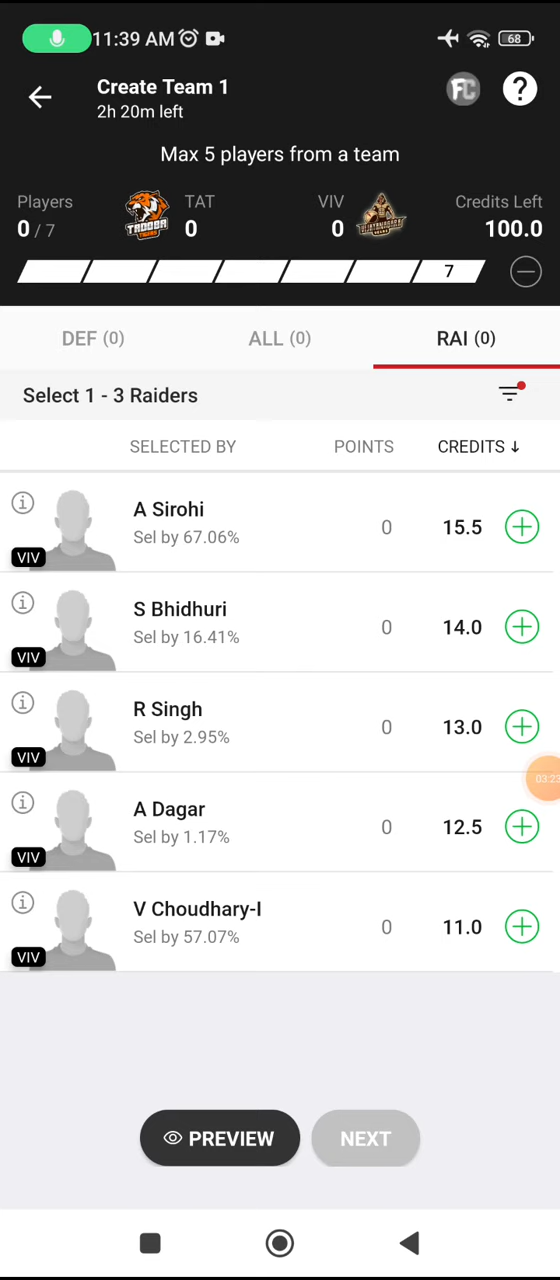 11:39 AM
68
Create Team 1
2h 20m left
FC
?
Max 5 players from a team
Players
TAT
VIV
Credits Left
0 / 7
TADOBA
0
0
100.0
7
DEF (0)
ALL (0)
RAI (0)
Select 1 - 3 Raiders
SELECTED BY
POINTS
CREDITS ↓
A Sirohi
Sel by 67.06%
0
15.5
VIV
S Bhidhuri
Sel by 16.41%
0
14.0
VIV
R Singh
Sel by 2.95%
0
13.0
VIV
03:23
A Dagar
Sel by 1.17%
0
12.5
VIV
V Choudhary-I
Sel by 57.07%
0
11.0
VIV
PREVIEW
NEXT